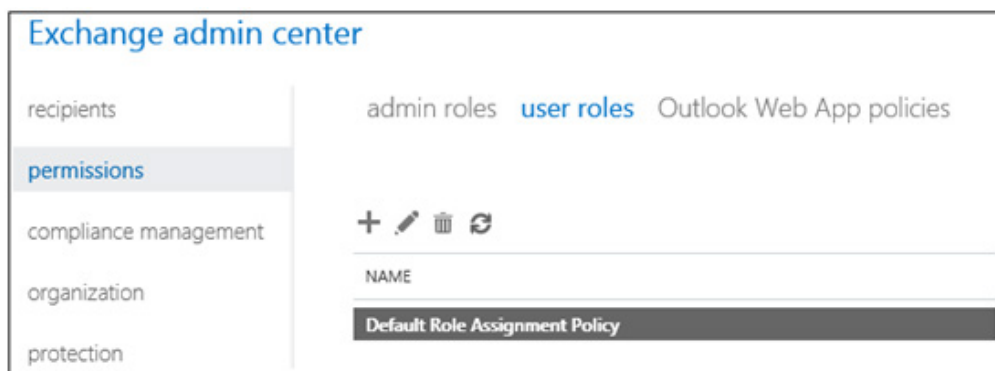 Exchange admin center
recipients
permissions
compliance management
organization
protection
admin roles user roles Outlook Web App policies
NAME
Default Role Assignment Policy